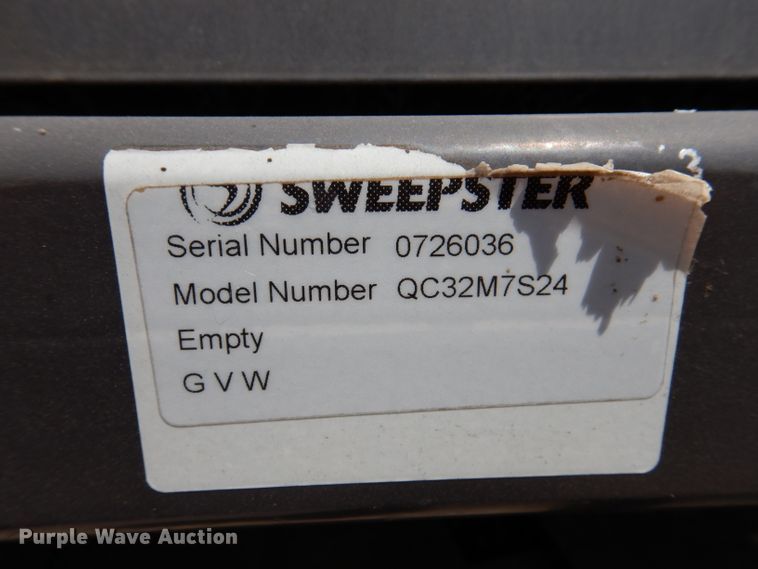 SWEEPSTER
Serial Number 0726036
Model Number QC32M7S24
Empty
G V W
Purple Wave Auction